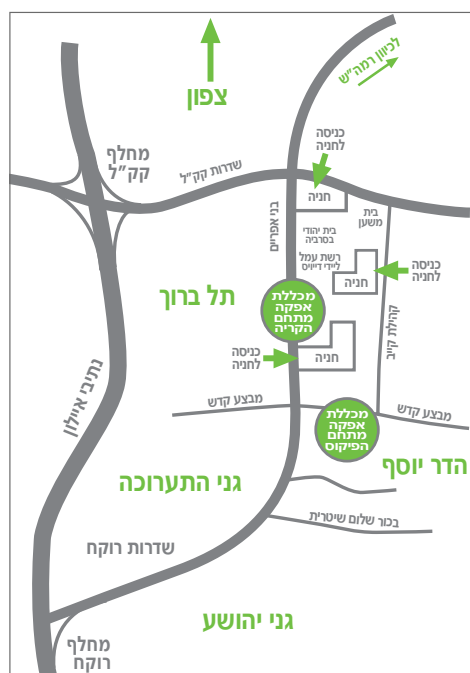 לכיוון רמה"ש
צפון
כניסה
לחניה
מחלף
קק"ל
שדרות קק"ל
חניה
בית
משען
בני אפריים
בית יהודי
בסרביה
רשת עמל
ליידי דייויס
כניסה
לחניה
חניה
תל ברוך
מכללת
אפקה
מתחם
הקריה
קהילת קייב
נתיבי איילון
כניסה
לחניה
חניה
מבצע קדש
מבצע קדש
מכללת
אפקה
מתחם
הפיקוס
הדר יוסף
גני התערוכה
בכור שלום שיטרית
שדרות רוקח
גני יהושע
מחלף
רוקח